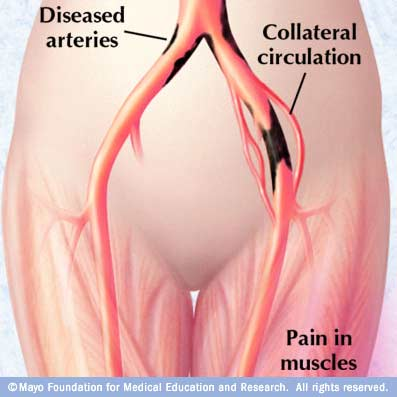 Diseased
arteries
Collateral
circulation
Pain in
muscles
© Mayo Foundation for Medical Education and Research. All rights reserved.